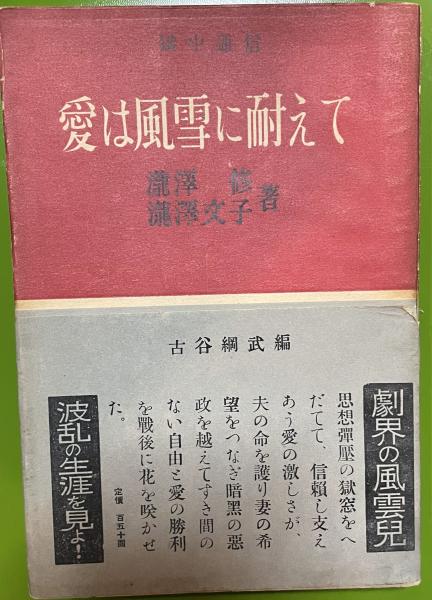 獄中通信
愛は風雪に耐えて
瀧澤 修
瀧澤文子
著
古谷綱武編
劇界の風雲兒
思想彈壓の獄窓をへ
だてて、信頼し支え
あう愛の激しさが、
夫の命を護り妻の希
望をつなぎ暗黒の惡
政を越えてすき間の
ない自由と愛の勝利
を戰後に花を咲かせ
た。
定價 百五十圓
波乱の生涯を見よ！